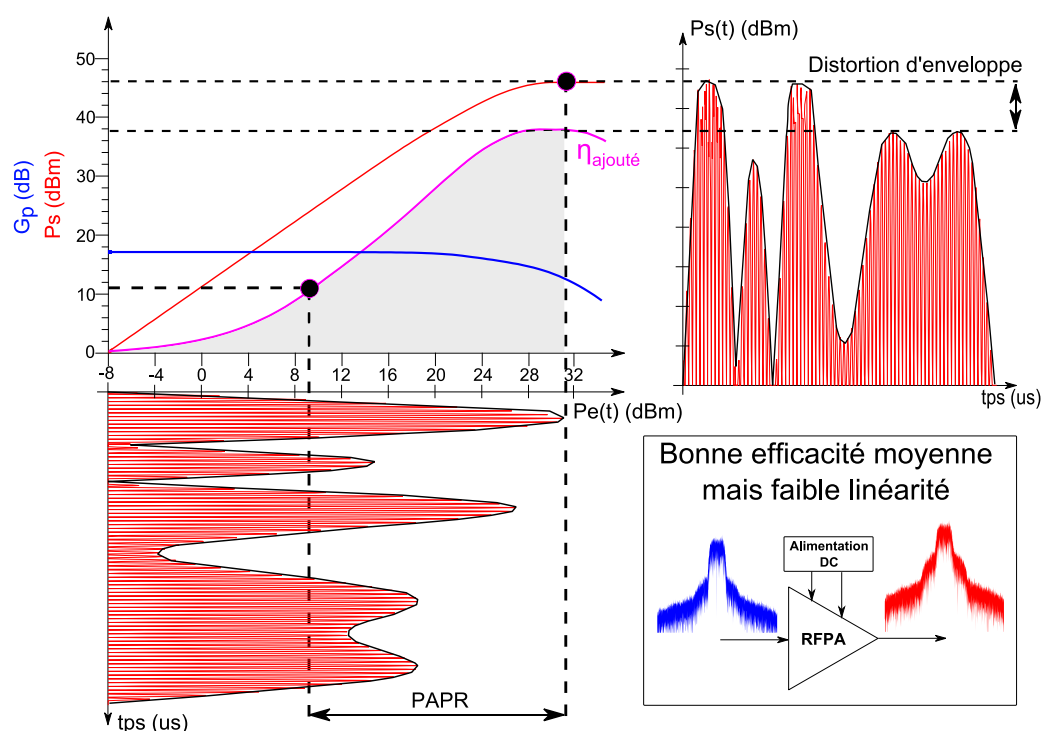 Ps(t) (dBm)
Distortion d'enveloppe
50
40
30
20
10
0
Gp (dB)
Ps (dBm)
ηajouté
-8
-4
0
4
8
12
16
20
24
28
32
Pe(t) (dBm)
tps (us)
PAPR
tps (us)
Bonne efficacité moyenne
mais faible linéarité
Alimentation
DC
RFPA